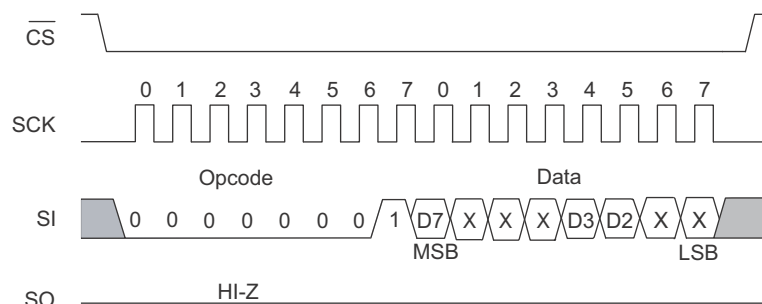 CS
0 1 2 3 4 5 6 7 0 1 2 3 4 5 6 7
SCK
Opcode Data
SI 0 0 0 0 0 0 0 1 D7 X X X D3 D2 X X
MSB LSB
HI-Z
SO